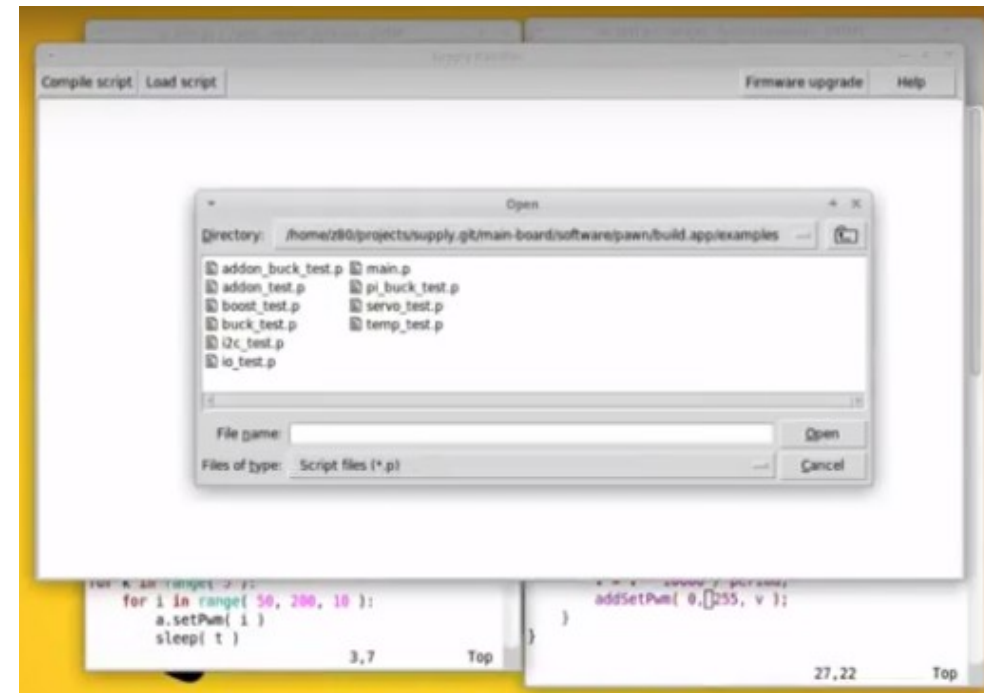 Compile script Load script Firmware upgrade Help
Open
Directory: /home/z80/projects/supply.git/main-board/software/pawn/build.app/examples
addon_buck_test.p main.p
addon_test.p pi_buck_test.p
boost_test.p servo_test.p
buck_test.p temp_test.p
i2c_test.p
io_test.p
File name: Open
Files of type: Script files (*.p) Cancel
for i in range( 50, 200, 10 ):
a.setPwm( i )
sleep( t )
3,7 Top
addSetPwm( 0, 255, v );
}
}
27,22 Top